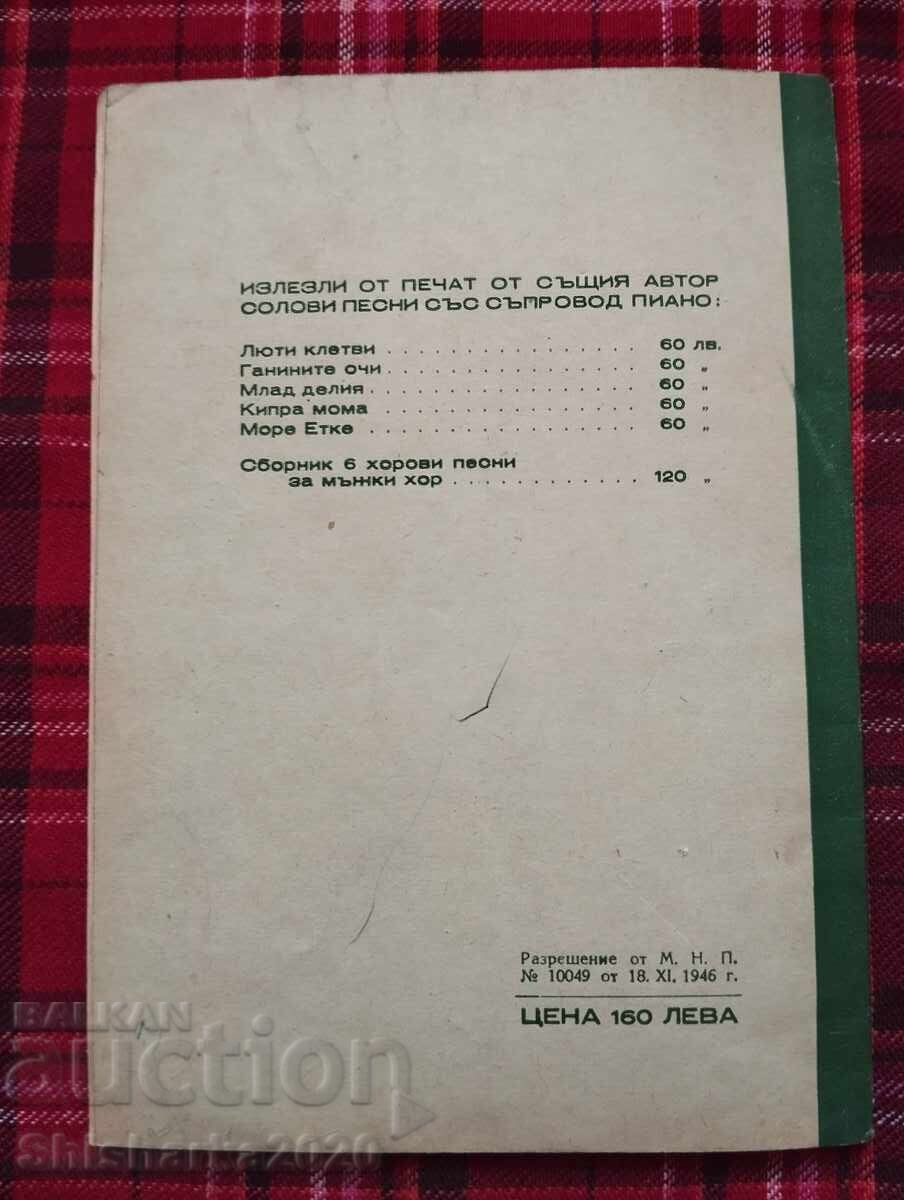 ИЗЛЕЗЛИ ОТ ПЕЧАТ ОТ СЪЩИЯ АВТОР
СОЛОВИ ПЕСНИ СЪС СЪПРОВОД ПИАНО:
Люти клетви . . . . . . . . . . . . . . . . 60 лв.
Ганините очи . . . . . . . . . . . . . . . . 60 „
Млад делия . . . . . . . . . . . . . . . . . 60 „
Кипра мома . . . . . . . . . . . . . . . . 60 „
Море Етке . . . . . . . . . . . . . . . . . 60 „
Сборник 6 хорови песни
за мъжки хор . . . . . . . . . . . . 120 „
Разрешение от М. Н. П.
№ 10049 от 18. XI. 1946 г.
ЦЕНА 160 ЛЕВА
BALKAN
auction
Shisharka2020